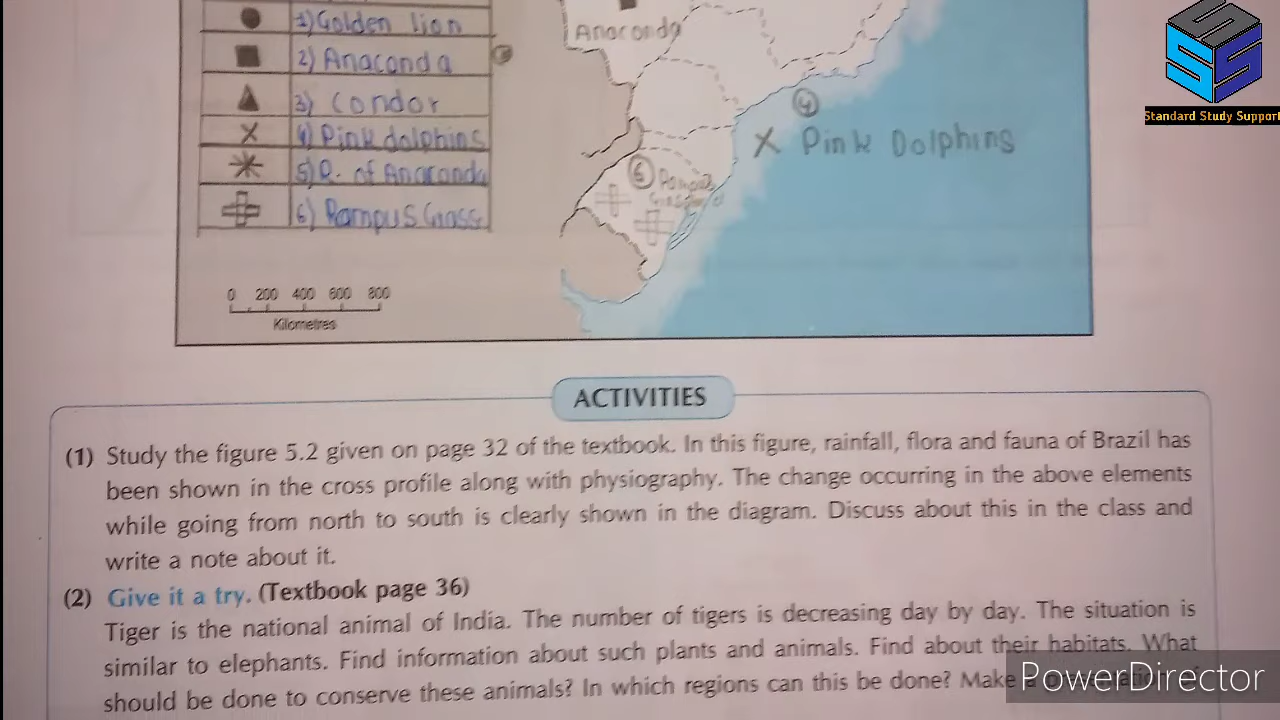 1) Golden lion
2) Anaconda
3) Condor
4) Pink dolphins
5) R. of Anaconda
6) Pampus Grass
Anaconda
4
X Pink Dolphins
6
0 200 400 600 800
Kilometres
Standard Study Support
ACTIVITIES
(1) Study the figure 5.2 given on page 32 of the textbook. In this figure, rainfall, flora and fauna of Brazil has
been shown in the cross profile along with physiography. The change occurring in the above elements
while going from north to south is clearly shown in the diagram. Discuss about this in the class and
write a note about it.
(2) Give it a try. (Textbook page 36)
Tiger is the national animal of India. The number of tigers is decreasing day by day. The situation is
similar to elephants. Find information about such plants and animals. Find about their habitats. What
should be done to conserve these animals? In which regions can this be done? Make
PowerDirector